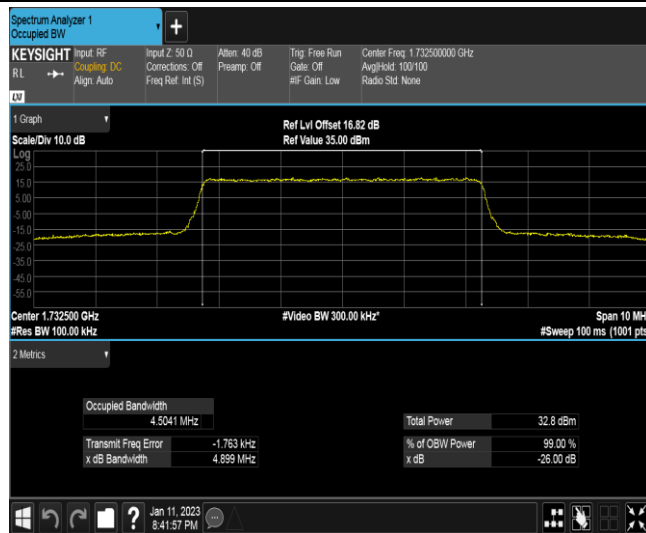 Spectrum Analyzer 1
Occupied BW
+
KEYSIGHT
RL
LXI
Input: RF
Coupling: DC
Align: Auto
Input Z: 50 Ω
Corrections: Off
Freq Ref: Int (S)
Atten: 40 dB
Preamp: Off
Trig: Free Run
Gate: Off
#IF Gain: Low
Center Freq: 1.732500000 GHz
Avg|Hold: 100/100
Radio Std: None
1 Graph
Scale/Div 10.0 dB
Ref Lvl Offset 16.82 dB
Ref Value 35.00 dBm
Log
25.0
15.0
5.00
-5.00
-15.0
-25.0
-35.0
-45.0
-55.0
Center 1.732500 GHz
#Video BW 300.00 kHz*
Span 10 MH
#Res BW 100.00 kHz
#Sweep 100 ms (1001 pts
2 Metrics
Occupied Bandwidth
4.5041 MHz
Total Power 32.8 dBm
Transmit Freq Error -1.763 kHz
% of OBW Power 99.00 %
x dB Bandwidth 4.899 MHz
x dB -26.00 dB
?
Jan 11, 2023
8:41:57 PM